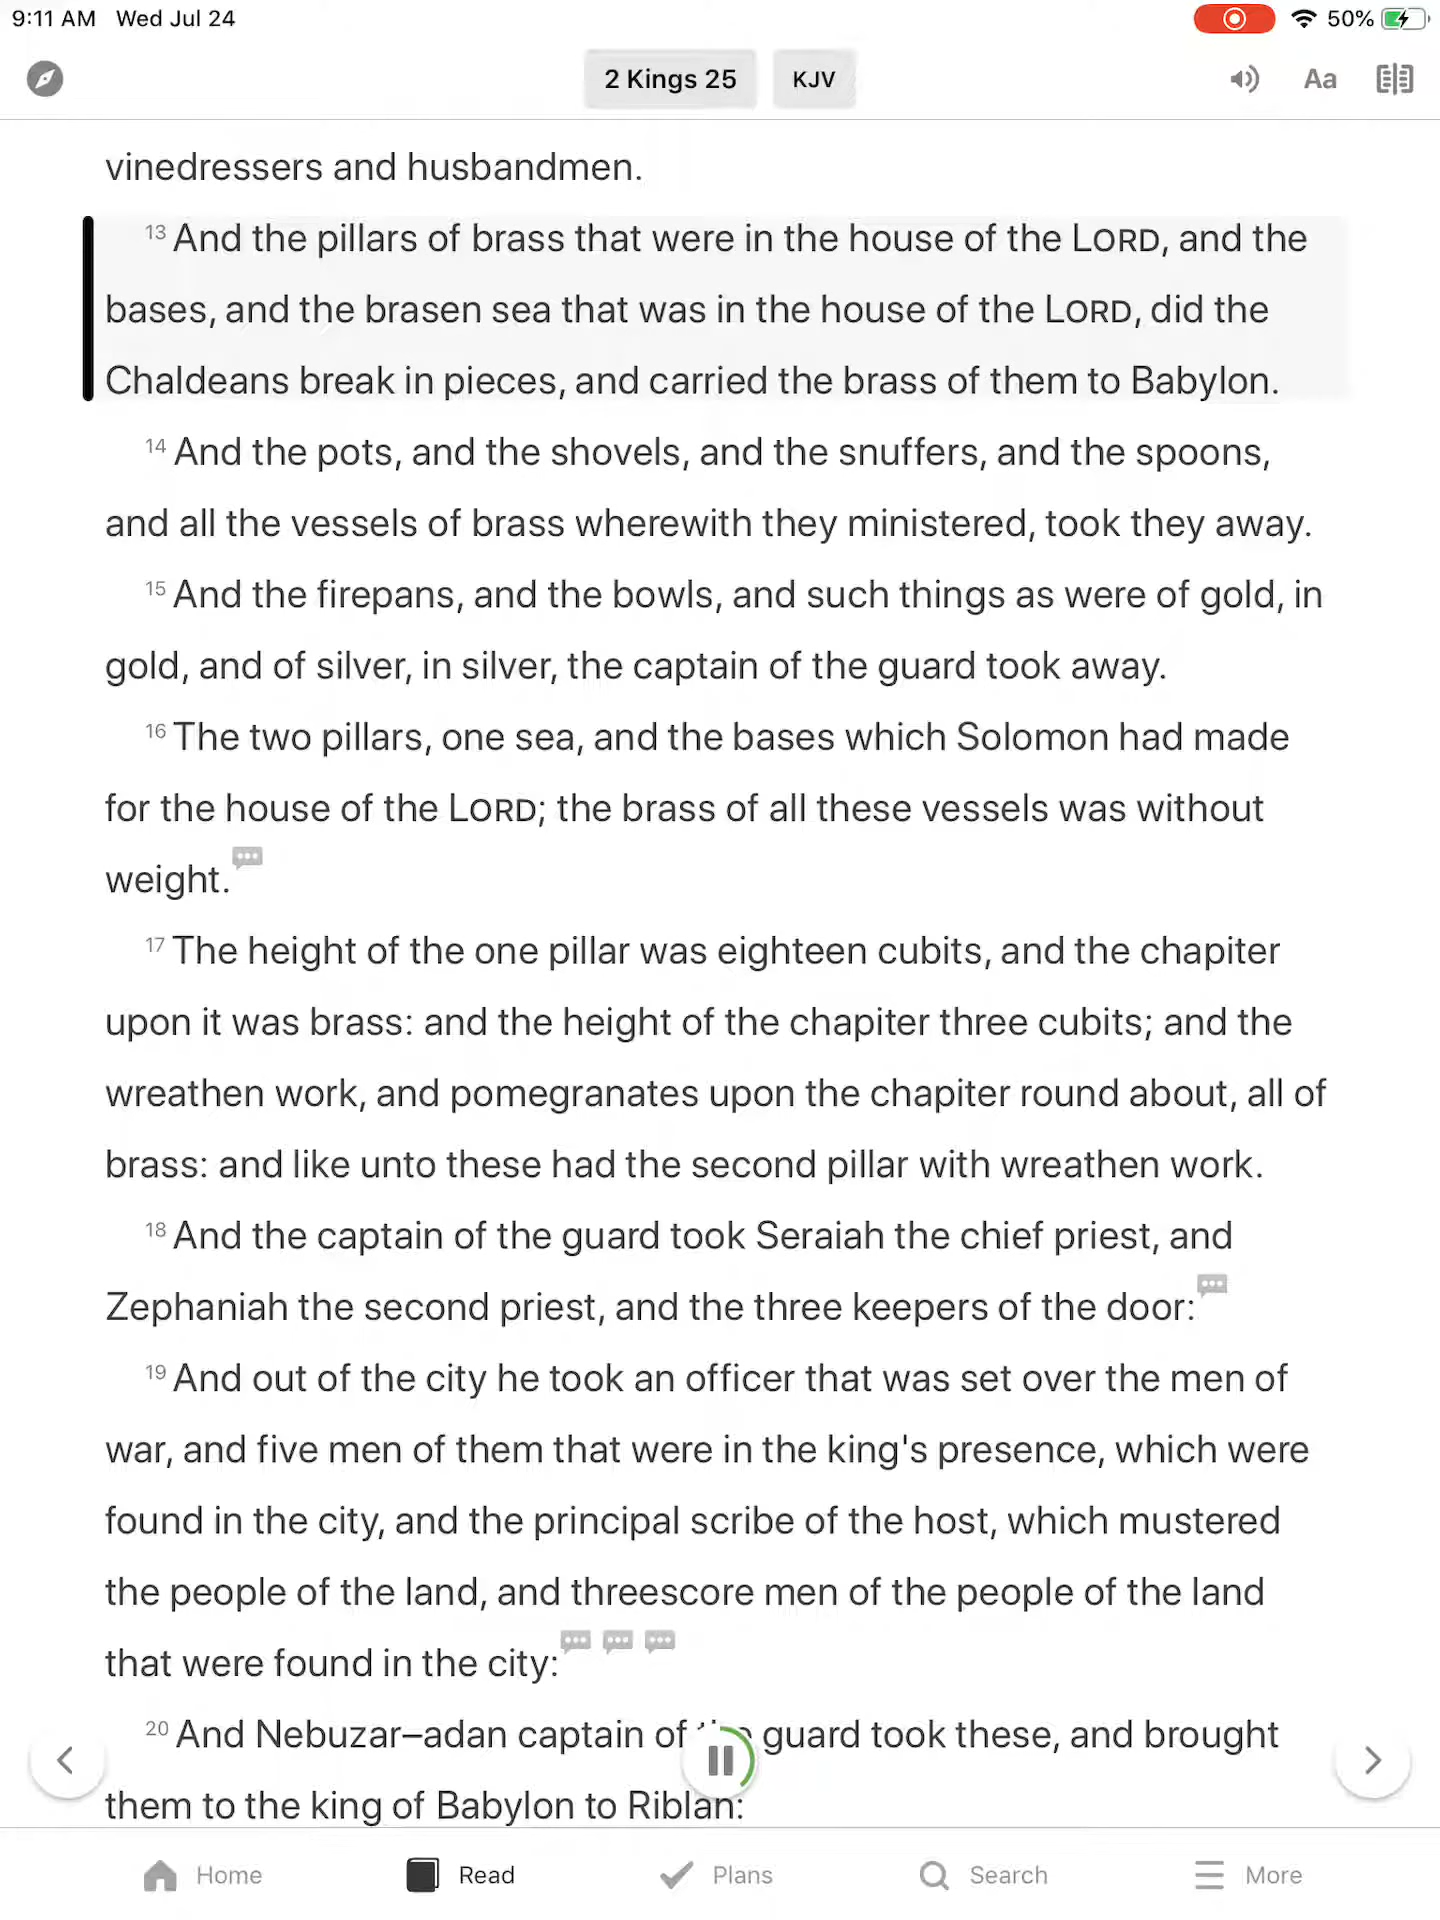 9:11 AM Wed Jul 24 50%
2 Kings 25 KJV Aa
vinedressers and husbandmen.
13 And the pillars of brass that were in the house of the LORD, and the
bases, and the brasen sea that was in the house of the LORD, did the
Chaldeans break in pieces, and carried the brass of them to Babylon.
14 And the pots, and the shovels, and the snuffers, and the spoons,
and all the vessels of brass wherewith they ministered, took they away.
15 And the firepans, and the bowls, and such things as were of gold, in
gold, and of silver, in silver, the captain of the guard took away.
16 The two pillars, one sea, and the bases which Solomon had made
for the house of the LORD; the brass of all these vessels was without
weight.
17 The height of the one pillar was eighteen cubits, and the chapiter
upon it was brass: and the height of the chapiter three cubits; and the
wreathen work, and pomegranates upon the chapiter round about, all of
brass: and like unto these had the second pillar with wreathen work.
18 And the captain of the guard took Seraiah the chief priest, and
Zephaniah the second priest, and the three keepers of the door:
19 And out of the city he took an officer that was set over the men of
war, and five men of them that were in the king's presence, which were
found in the city, and the principal scribe of the host, which mustered
the people of the land, and threescore men of the people of the land
that were found in the city:
20 And Nebuzar–adan captain of guard took these, and brought
them to the king of Babylon to Riblah:
Home Read Plans Search More